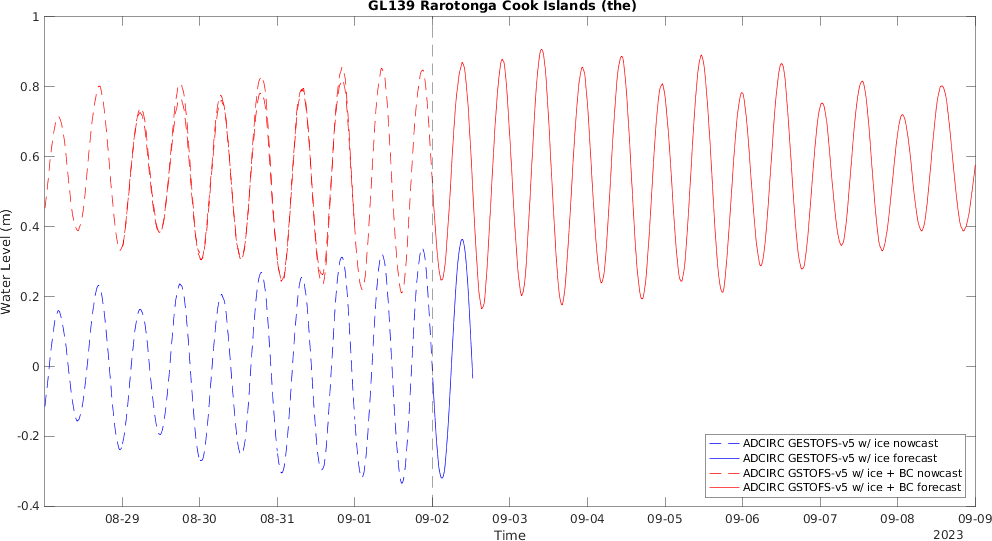 GL139 Rarotonga Cook Islands (the)
1
0.8
0.6
0.4
0.2
0
-0.2
-0.4
Water Level (m)
08-29 08-30 08-31 09-01 09-02 09-03 09-04 09-05 09-06 09-07 09-08 09-09
Time
2023
ADCIRC GESTOFS-v5 w/ ice nowcast
ADCIRC GESTOFS-v5 w/ ice forecast
ADCIRC GSTOFS-v5 w/ ice + BC nowcast
ADCIRC GSTOFS-v5 w/ ice + BC forecast